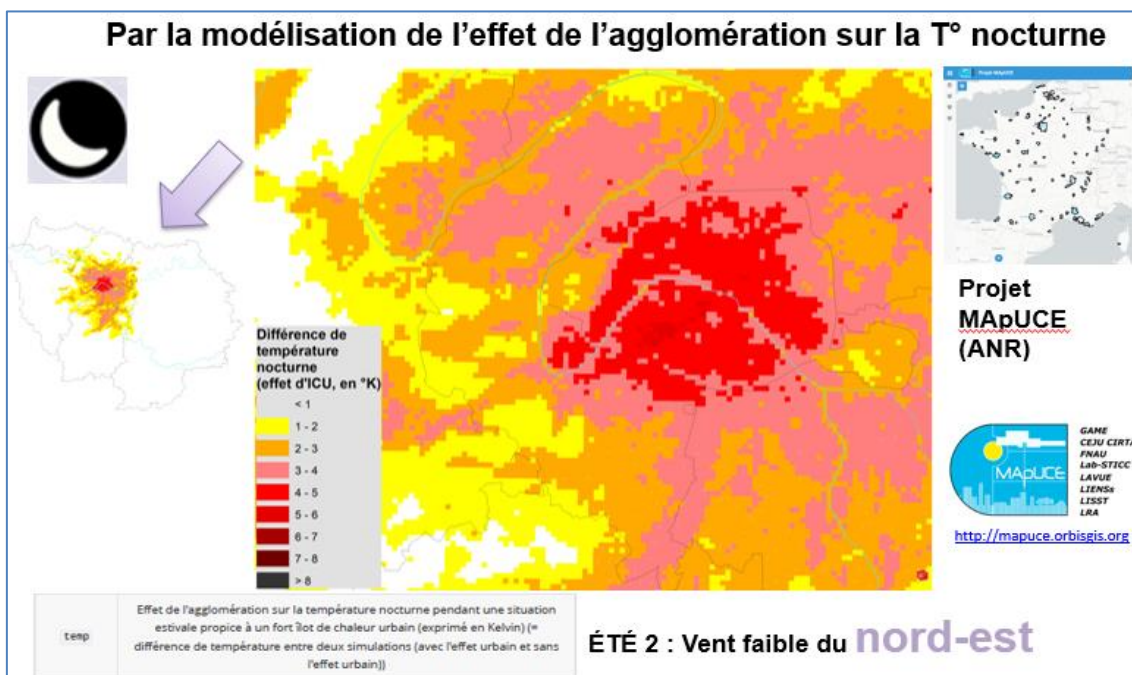 Par la modélisation de l'effet de l'agglomération sur la T° nocturne
Projet MApUCE
Différence de
température
nocturne
(effet d'ICU, en °K)
< 1
1 - 2
2 - 3
3 - 4
4 - 5
5 - 6
6 - 7
7 - 8
> 8
Projet
MApUCE
(ANR)
MApUCE
GAME
CEJU CIRTA
FNAU
Lab-STICC
LAVUE
LIENSs
LISST
LRA
http://mapuce.orbisgis.org
temp
Effet de l'agglomération sur la température nocturne pendant une situation
estivale propice à un fort îlot de chaleur urbain (exprimé en Kelvin) (=
différence de température entre deux simulations (avec l'effet urbain et sans
l'effet urbain))
ÉTÉ 2 : Vent faible du nord-est